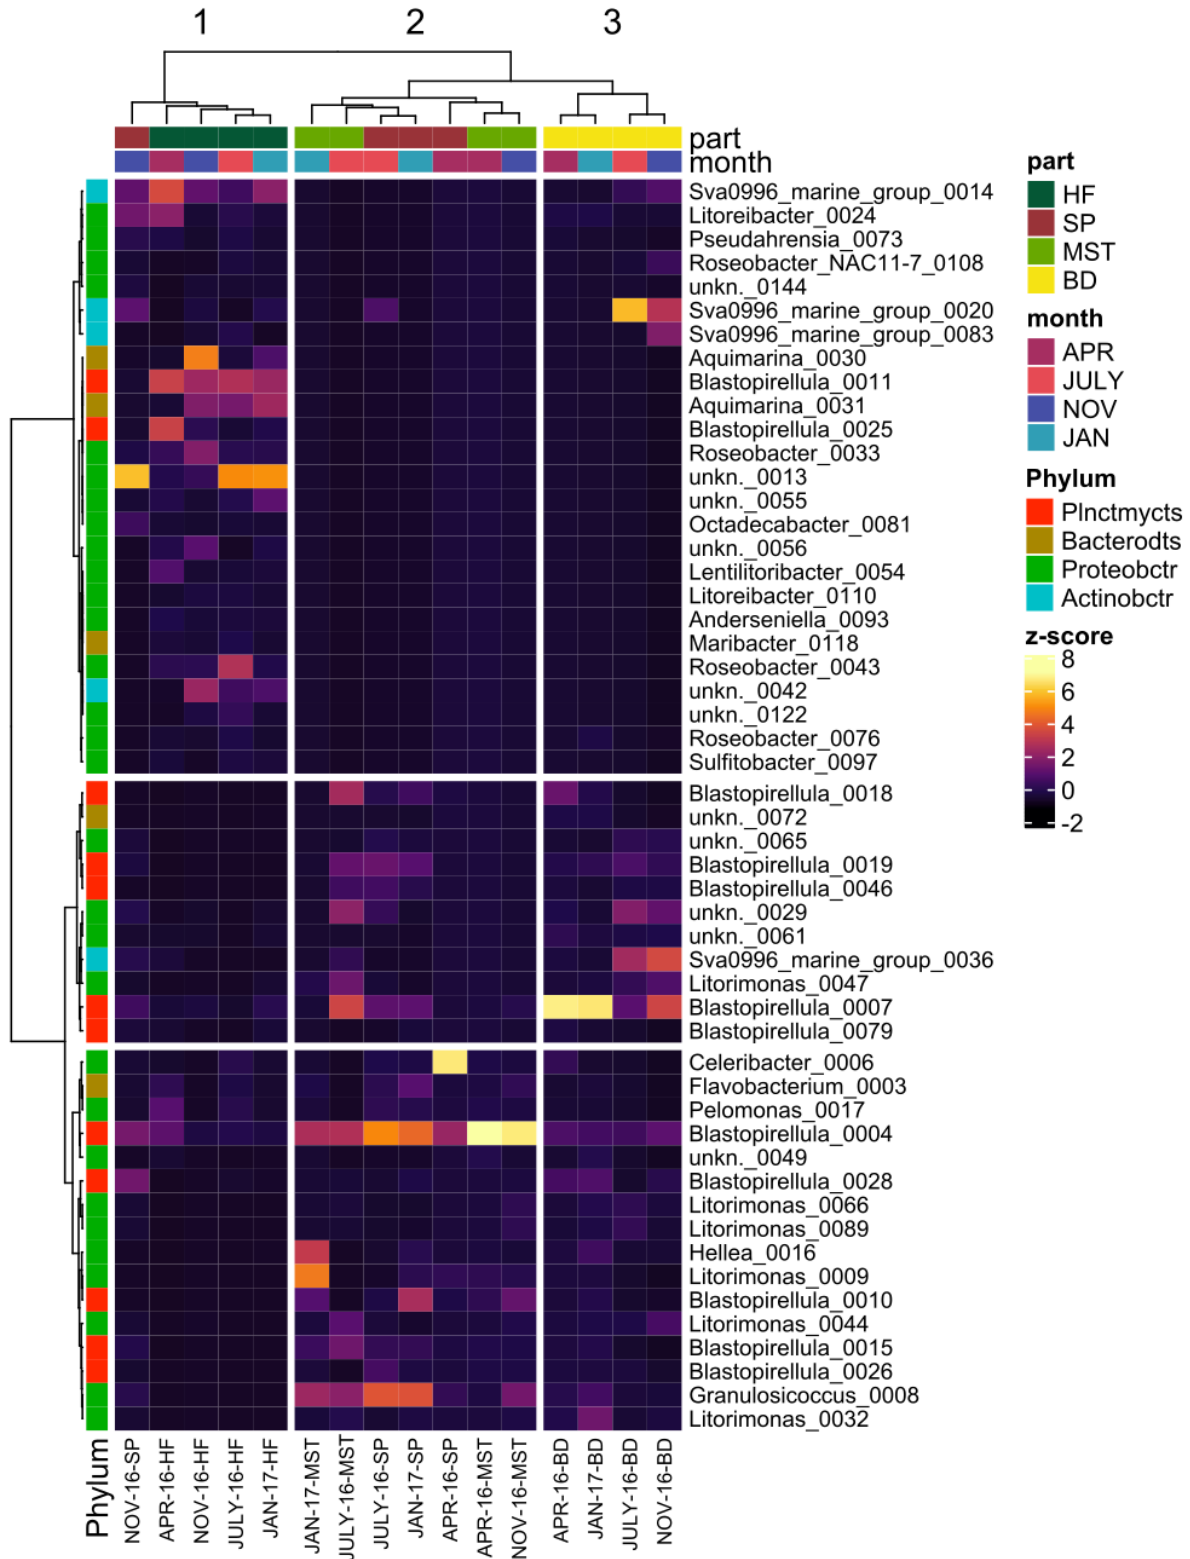 1 2 3
part
month
Sva0996_marine_group_0014
Litoreibacter_0024
Pseudahrensia_0073
Roseobacter_NAC11-7_0108
unkn._0144
Sva0996_marine_group_0020
Sva0996_marine_group_0083
Aquimarina_0030
Blastopirellula_0011
Aquimarina_0031
Blastopirellula_0025
Roseobacter_0033
unkn._0013
unkn._0055
Octadecabacter_0081
unkn._0056
Lentilitoribacter_0054
Litoreibacter_0110
Anderseniella_0093
Maribacter_0118
Roseobacter_0043
unkn._0042
unkn._0122
Roseobacter_0076
Sulfitobacter_0097
Blastopirellula_0018
unkn._0072
unkn._0065
Blastopirellula_0019
Blastopirellula_0046
unkn._0029
unkn._0061
Sva0996_marine_group_0036
Litorimonas_0047
Blastopirellula_0007
Blastopirellula_0079
Celeribacter_0006
Flavobacterium_0003
Pelomonas_0017
Blastopirellula_0004
unkn._0049
Blastopirellula_0028
Litorimonas_0066
Litorimonas_0089
Hellea_0016
Litorimonas_0009
Blastopirellula_0010
Litorimonas_0044
Blastopirellula_0015
Blastopirellula_0026
Granulosicoccus_0008
Litorimonas_0032
Phylum
NOV-16-SP
APR-16-HF
NOV-16-HF
JULY-16-HF
JAN-17-HF
JAN-17-MST
JULY-16-MST
JULY-16-SP
JAN-17-SP
APR-16-SP
APR-16-MST
NOV-16-MST
APR-16-BD
JAN-17-BD
JULY-16-BD
NOV-16-BD
part
HF
SP
MST
BD
month
APR
JULY
NOV
JAN
Phylum
Plnctmycts
Bacterodts
Proteobctr
Actinobctr
z-score
8
6
4
2
0
-2